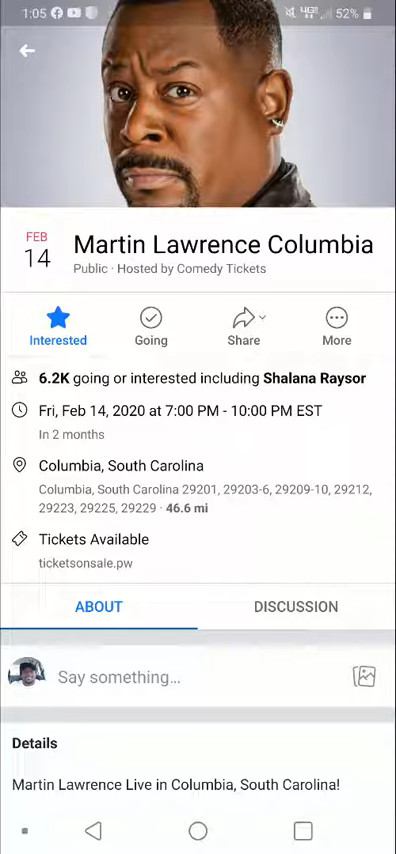 1:05 52%
FEB
14
Martin Lawrence Columbia
Public · Hosted by Comedy Tickets
Interested Going Share More
6.2K going or interested including Shalana Raysor
Fri, Feb 14, 2020 at 7:00 PM - 10:00 PM EST
In 2 months
Columbia, South Carolina
Columbia, South Carolina 29201, 29203-6, 29209-10, 29212,
29223, 29225, 29229 · 46.6 mi
Tickets Available
ticketsonsale.pw
ABOUT DISCUSSION
Say something...
Details
Martin Lawrence Live in Columbia, South Carolina!